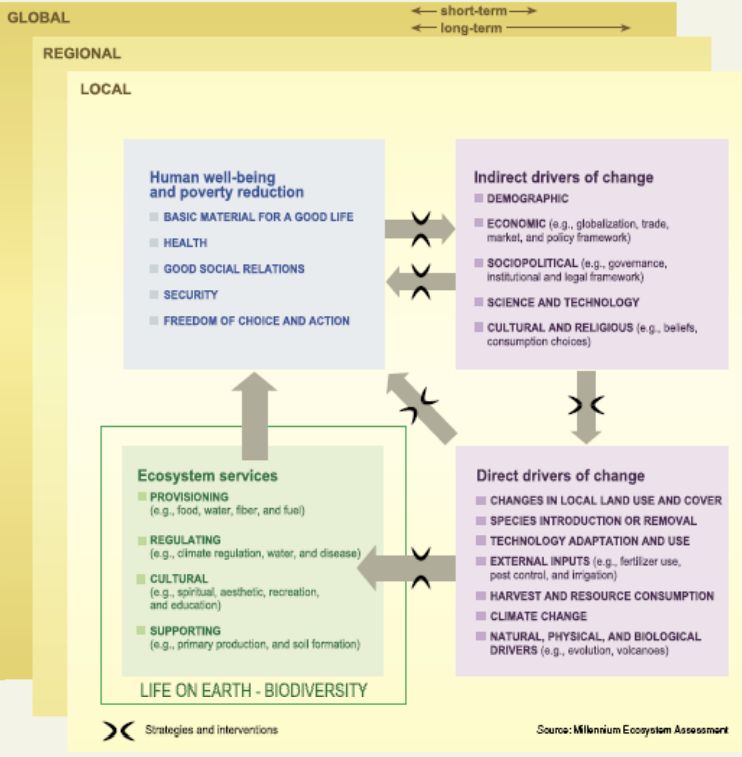 GLOBAL
short-term
long-term
REGIONAL
LOCAL
Human well-being
and poverty reduction
BASIC MATERIAL FOR A GOOD LIFE
HEALTH
GOOD SOCIAL RELATIONS
SECURITY
FREEDOM OF CHOICE AND ACTION
Indirect drivers of change
DEMOGRAPHIC
ECONOMIC (e.g., globalization, trade,
market, and policy framework)
SOCIOPOLITICAL (e.g., governance,
institutional and legal framework)
SCIENCE AND TECHNOLOGY
CULTURAL AND RELIGIOUS (e.g., beliefs,
consumption choices)
Ecosystem services
PROVISIONING
(e.g., food, water, fiber, and fuel)
REGULATING
(e.g., climate regulation, water, and disease)
CULTURAL
(e.g., spiritual, aesthetic, recreation,
and education)
SUPPORTING
(e.g., primary production, and soil formation)
LIFE ON EARTH - BIODIVERSITY
Direct drivers of change
CHANGES IN LOCAL LAND USE AND COVER
SPECIES INTRODUCTION OR REMOVAL
TECHNOLOGY ADAPTATION AND USE
EXTERNAL INPUTS (e.g., fertilizer use,
pest control, and irrigation)
HARVEST AND RESOURCE CONSUMPTION
CLIMATE CHANGE
NATURAL, PHYSICAL, AND BIOLOGICAL
DRIVERS (e.g., evolution, volcanoes)
Strategies and interventions
Source: Millennium Ecosystem Assessment